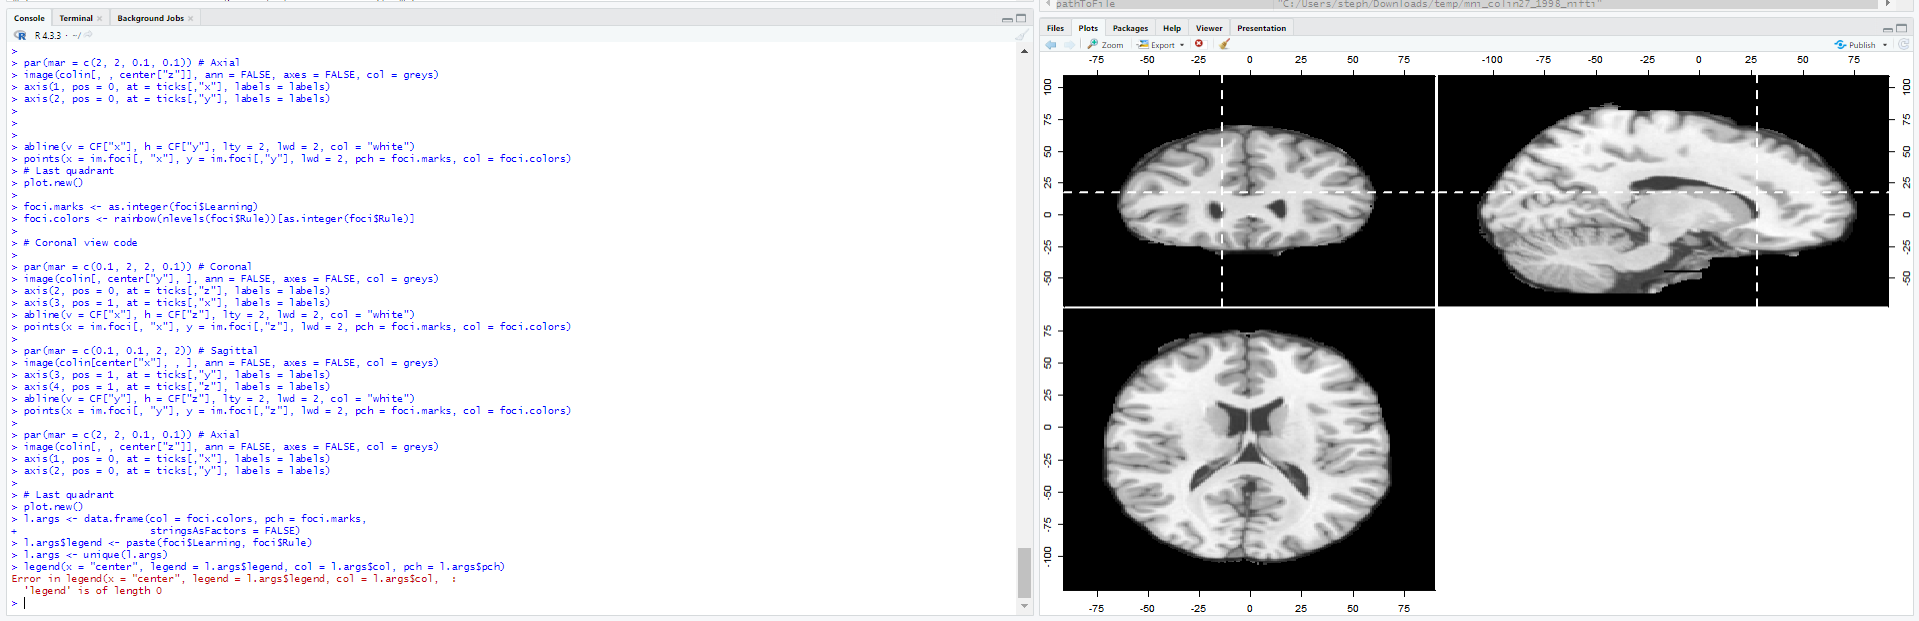 Console Terminal Background Jobs
R 4.3.3 · ~/
>
> par(mar = c(2, 2, 0.1, 0.1)) # Axial
> image(colin[, , center["z"]], ann = FALSE, axes = FALSE, col = greys)
> axis(1, pos = 0, at = ticks[,"x"], labels = labels)
> axis(2, pos = 0, at = ticks[,"y"], labels = labels)
>
>
>
> abline(v = CF["x"], h = CF["y"], lty = 2, lwd = 2, col = "white")
> points(x = im.foci[, "x"], y = im.foci[,"y"], lwd = 2, pch = foci.marks, col = foci.colors)
> # Last quadrant
> plot.new()
>
> foci.marks <- as.integer(foci$Learning)
> foci.colors <- rainbow(nlevels(foci$Rule))[as.integer(foci$Rule)]
>
> # Coronal view code
>
> par(mar = c(0.1, 2, 2, 0.1)) # Coronal
> image(colin[, center["y"], ], ann = FALSE, axes = FALSE, col = greys)
> axis(2, pos = 0, at = ticks[,"z"], labels = labels)
> axis(3, pos = 1, at = ticks[,"x"], labels = labels)
> abline(v = CF["x"], h = CF["z"], lty = 2, lwd = 2, col = "white")
> points(x = im.foci[, "x"], y = im.foci[,"z"], lwd = 2, pch = foci.marks, col = foci.colors)
>
> par(mar = c(0.1, 0.1, 2, 2)) # Sagittal
> image(colin[center["x"], , ], ann = FALSE, axes = FALSE, col = greys)
> axis(3, pos = 1, at = ticks[,"y"], labels = labels)
> axis(4, pos = 1, at = ticks[,"z"], labels = labels)
> abline(v = CF["y"], h = CF["z"], lty = 2, lwd = 2, col = "white")
> points(x = im.foci[, "y"], y = im.foci[,"z"], lwd = 2, pch = foci.marks, col = foci.colors)
>
> par(mar = c(2, 2, 0.1, 0.1)) # Axial
> image(colin[, , center["z"]], ann = FALSE, axes = FALSE, col = greys)
> axis(1, pos = 0, at = ticks[,"x"], labels = labels)
> axis(2, pos = 0, at = ticks[,"y"], labels = labels)
>
> # Last quadrant
> plot.new()
> l.args <- data.frame(col = foci.colors, pch = foci.marks,
+ stringsAsFactors = FALSE)
> l.args$legend <- paste(foci$Learning, foci$Rule)
> l.args <- unique(l.args)
> legend(x = "center", legend = l.args$legend, col = l.args$col, pch = l.args$pch)
Error in legend(x = "center", legend = l.args$legend, col = l.args$col, :
'legend' is of length 0
>
pathToFile "C:/Users/steph/Downloads/temp/mni_colin27_1998_nifti"
Files Plots Packages Help Viewer Presentation
Zoom Export Publish
-75 -50 -25 0 25 50 75
-100 -75 -50 -25 0 25 50 75
100
75
50
25
0
-25
-50
100
75
50
25
0
-25
-50
75
50
25
0
-25
-50
-75
-100
-75 -50 -25 0 25 50 75